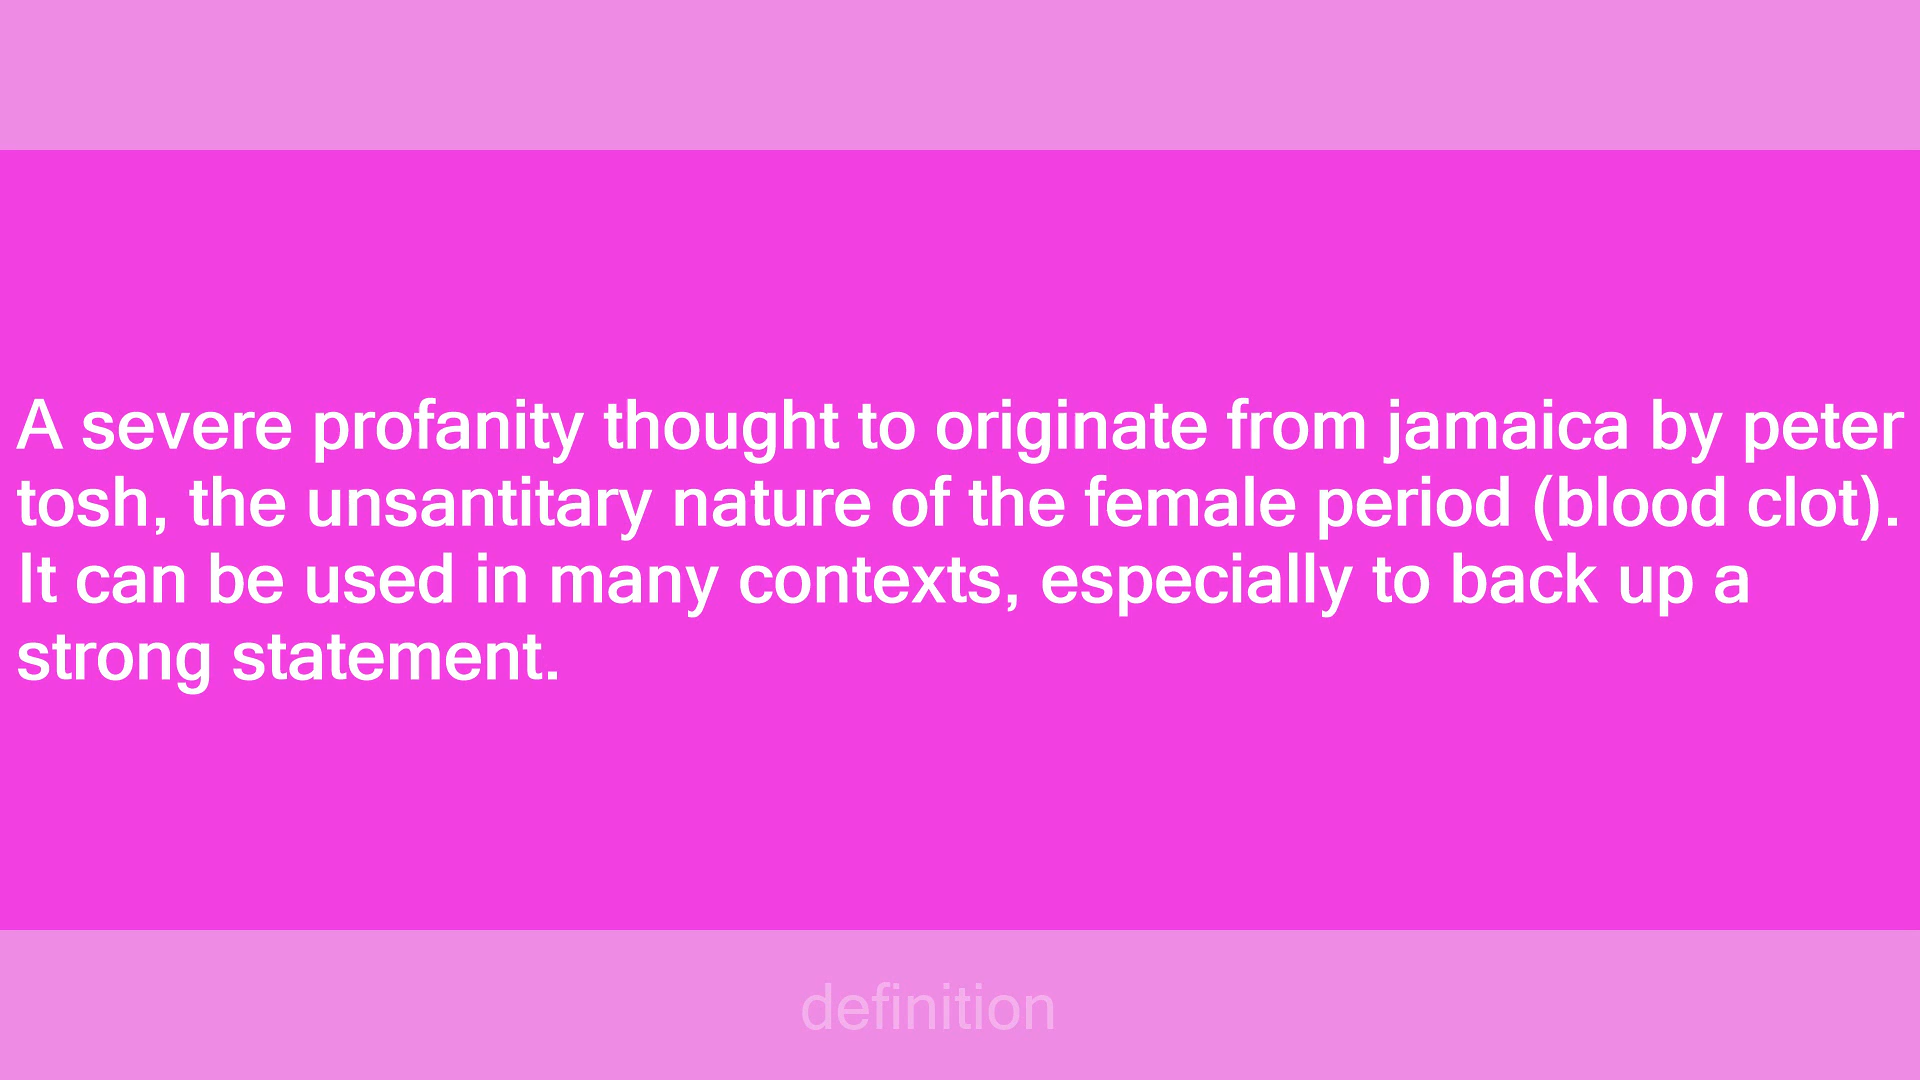 A severe profanity thought to originate from jamaica by peter
tosh, the unsantitary nature of the female period (blood clot).
It can be used in many contexts, especially to back up a
strong statement.
definition